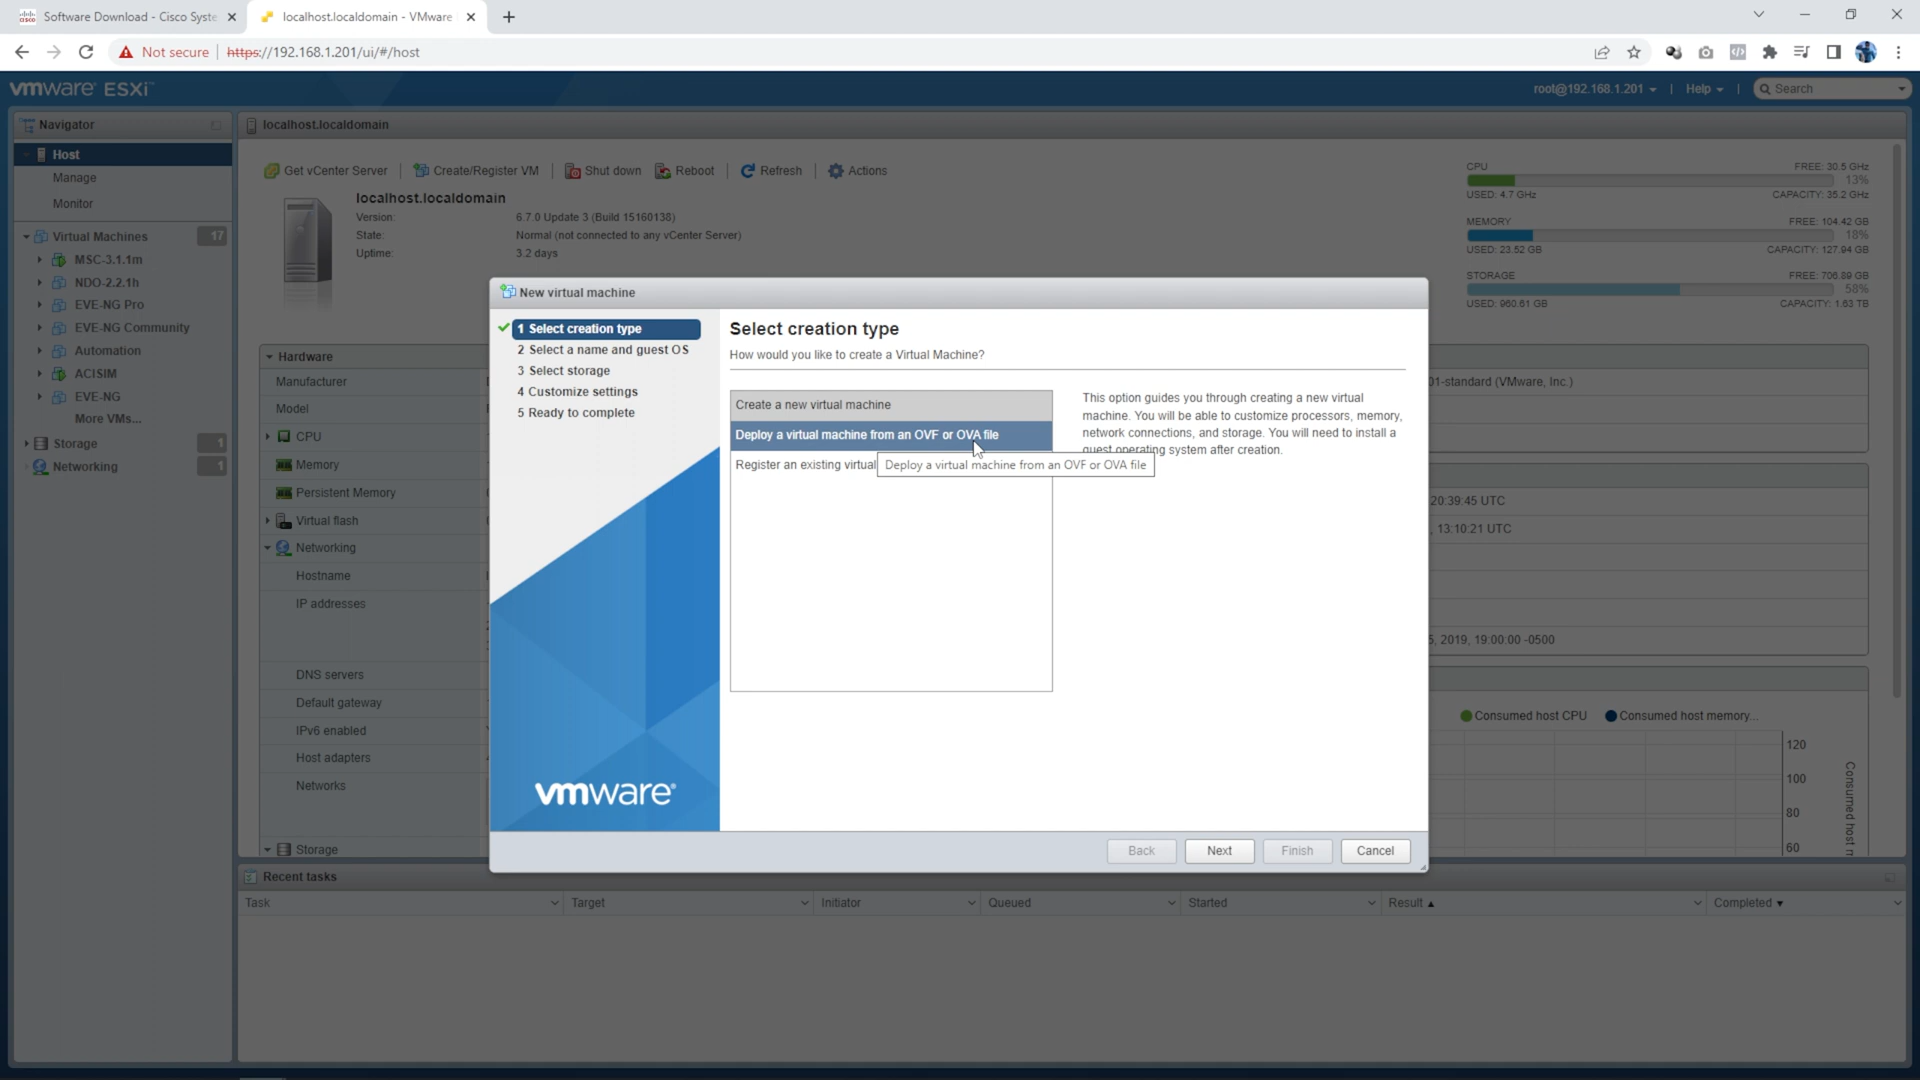 Software Download - Cisco Syste
localhost.localdomain - VMware
Not secure
https://192.168.1.201/ui/#/host
vmware ESXi
root@192.168.1.201
|
Help
|
Search
Navigator
Host
Manage
Monitor
Virtual Machines
17
MSC-3.1.1m
NDO-2.2.1h
EVE-NG Pro
EVE-NG Community
Automation
ACISIM
EVE-NG
More VMs...
Storage
1
Networking
1
localhost.localdomain
Get vCenter Server
Create/Register VM
Shut down
Reboot
Refresh
Actions
localhost.localdomain
Version:
6.7.0 Update 3 (Build 15160138)
State:
Normal (not connected to any vCenter Server)
Uptime:
3.2 days
CPU
FREE: 30.5 GHz
13%
USED: 4.7 GHz
CAPACITY: 35.2 GHz
MEMORY
FREE: 104.42 GB
18%
USED: 23.52 GB
CAPACITY: 127.94 GB
STORAGE
FREE: 706.89 GB
58%
USED: 960.61 GB
CAPACITY: 1.63 TB
Hardware
Manufacturer
Model
CPU
Memory
Persistent Memory
Virtual flash
Networking
Hostname
IP addresses
DNS servers
Default gateway
IPv6 enabled
Host adapters
Networks
Storage
01-standard (VMware, Inc.)
20:39:45 UTC
, 13:10:21 UTC
5, 2019, 19:00:00 -0500
Consumed host CPU
Consumed host memory...
120
100
80
60
Consumed host m
New virtual machine
1 Select creation type
2 Select a name and guest OS
3 Select storage
4 Customize settings
5 Ready to complete
vmware
Select creation type
How would you like to create a Virtual Machine?
Create a new virtual machine
Deploy a virtual machine from an OVF or OVA file
Register an existing virtual
Deploy a virtual machine from an OVF or OVA file
This option guides you through creating a new virtual
machine. You will be able to customize processors, memory,
network connections, and storage. You will need to install a
guest operating system after creation.
Back
Next
Finish
Cancel
Recent tasks
Task
Target
Initiator
Queued
Started
Result
Completed